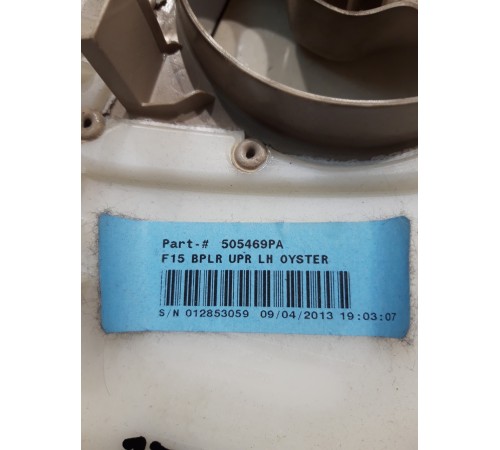 Part-# 505469PA
F15 BPLR UPR LH OYSTER
S/N 012853059 09/04/2013 19:03:07